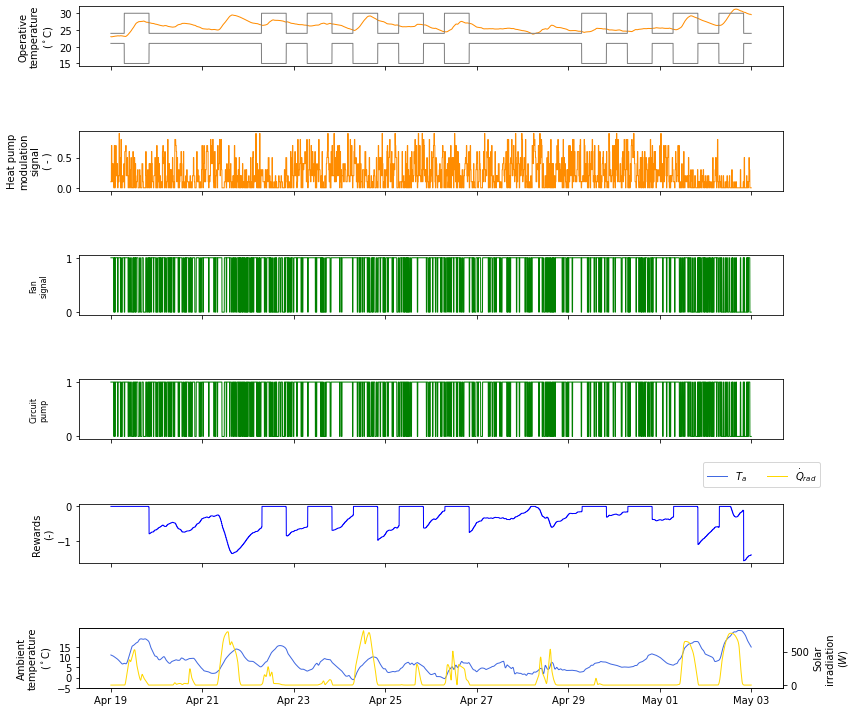 Operative
temperature
(°C)
30
25
20
15
Heat pump
modulation
signal
( - )
0.5
0.0
Fan
signal
1
0
Circuit
pump
1
0
T_a
Q̇_rad
Rewards
(-)
0
−1
Ambient
temperature
(°C)
15
10
5
0
−5
500
0
Solar
irradiation
(W)
Apr 19 Apr 21 Apr 23 Apr 25 Apr 27 Apr 29 May 01 May 03